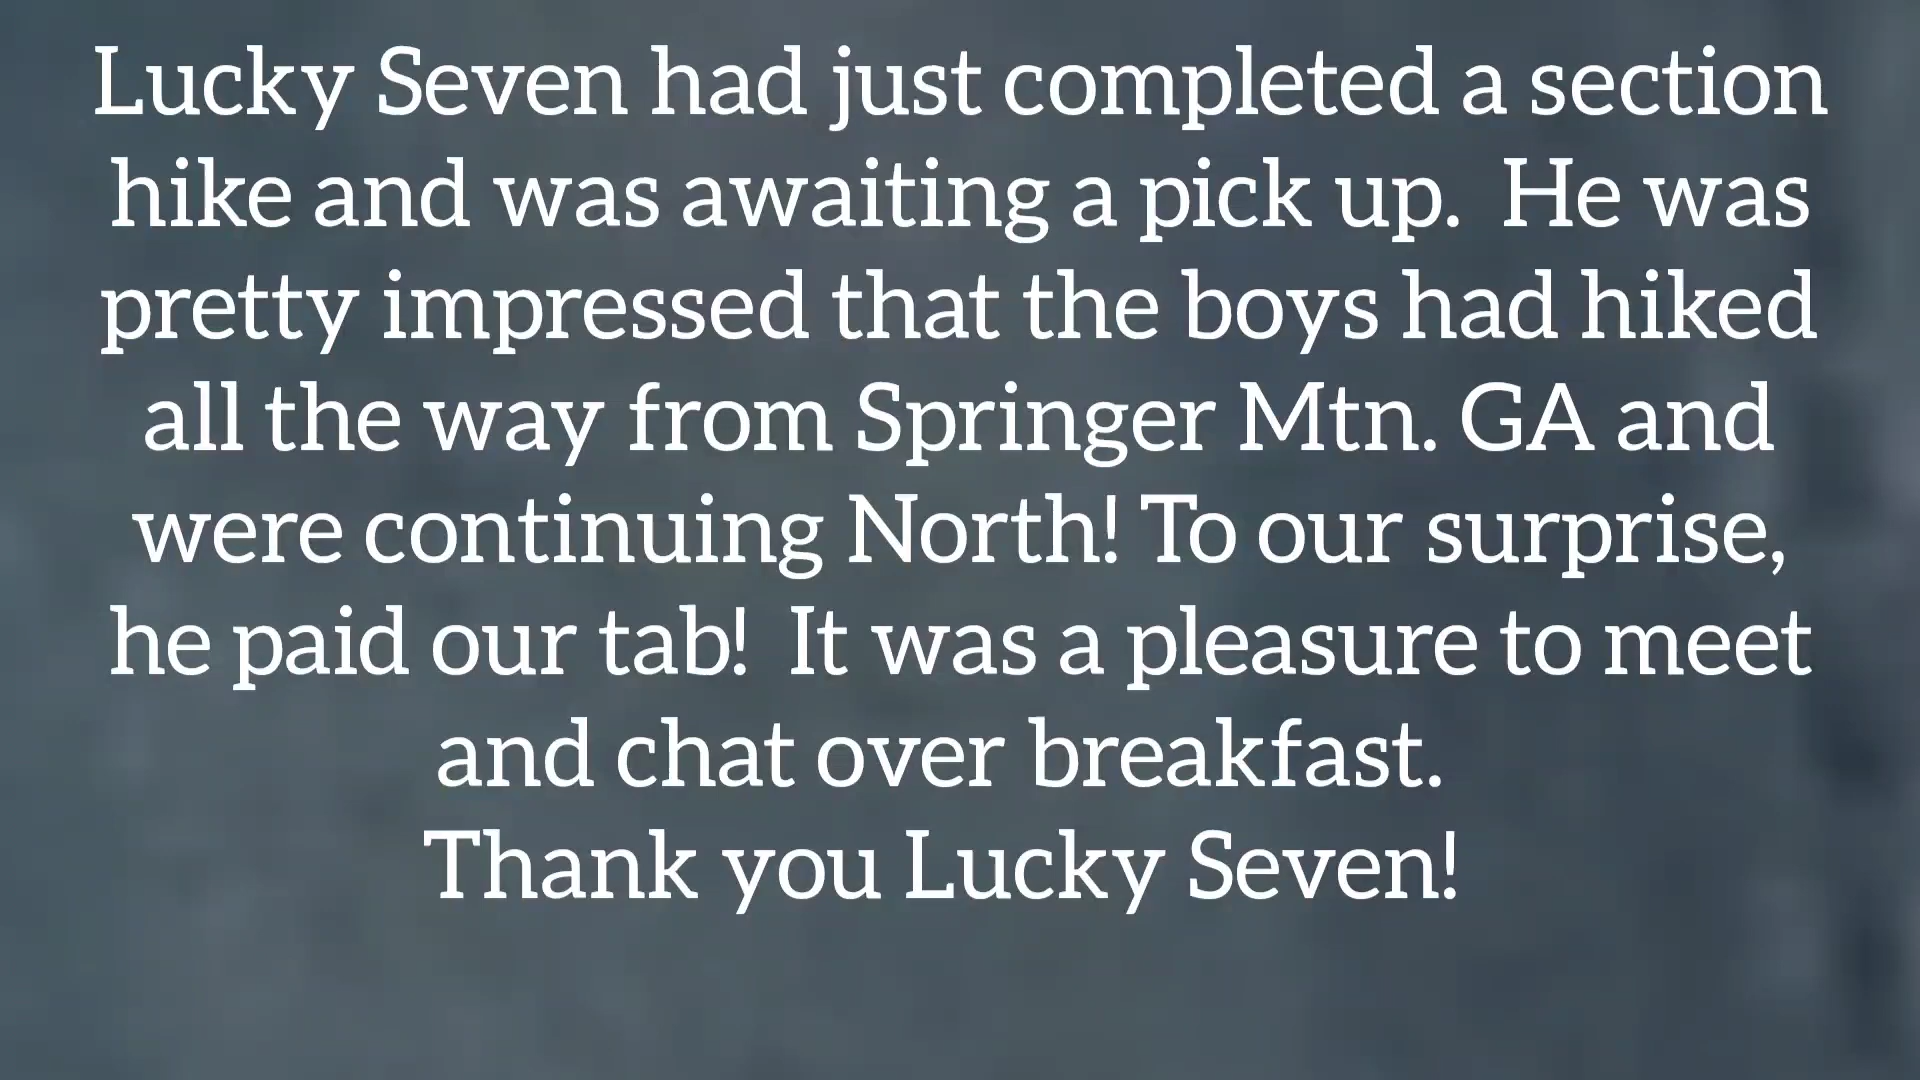 Lucky Seven had just completed a section
hike and was awaiting a pick up.  He was
pretty impressed that the boys had hiked
all the way from Springer Mtn. GA and
were continuing North! To our surprise,
he paid our tab!  It was a pleasure to meet
and chat over breakfast.
Thank you Lucky Seven!